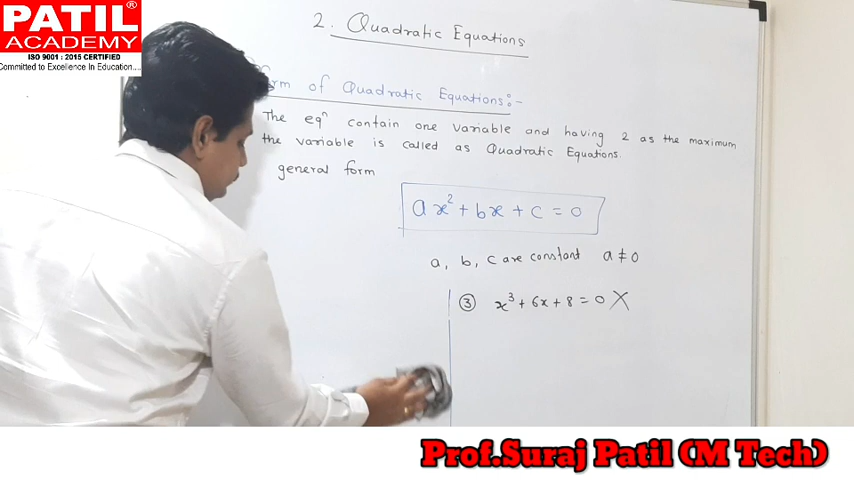 PATIL®
ACADEMY
ISO 9001 : 2015 CERTIFIED
Committed to Excellence In Education....
2. Quadratic Equations
rm of Quadratic Equations:-
The eqⁿ contain one variable and having 2 as the maximum
the variable is called as Quadratic Equations.
general form
ax² + bx + c = 0
a, b, c are constant a ≠ 0
③ x³ + 6x + 8 = 0 X
Prof.Suraj Patil (M Tech)